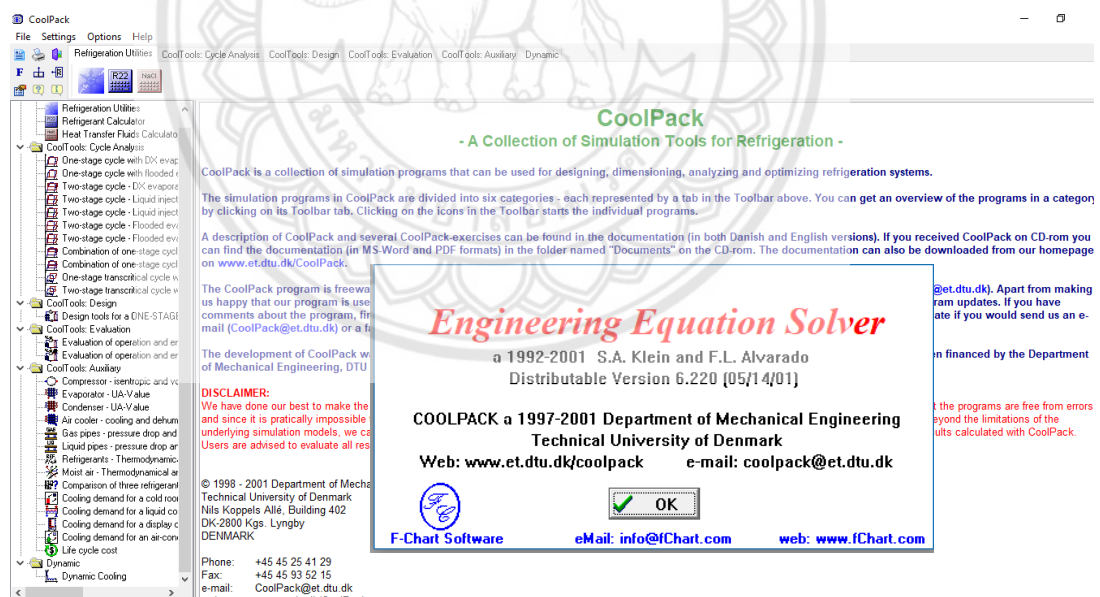 CoolPack
File Settings Options Help
Refrigeration Utilities CoolTools: Cycle Analysis CoolTools: Design CoolTools: Evaluation CoolTools: Auxiliary Dynamic
R22 NaCl
Refrigeration Utilities
Refrigerant Calculator
Heat Transfer Fluids Calculato
CoolTools: Cycle Analysis
One-stage cycle with DX evap
One-stage cycle with flooded e
Two-stage cycle - DX evapora
Two-stage cycle - Liquid inject
Two-stage cycle - Liquid inject
Two-stage cycle - Flooded eva
Two-stage cycle - Flooded eva
Combination of one-stage cycl
Combination of one-stage cycl
One-stage transcritical cycle w
Two-stage transcritical cycle w
CoolTools: Design
Design tools for a ONE-STAGE
CoolTools: Evaluation
Evaluation of operation and er
Evaluation of operation and er
CoolTools: Auxiliary
Compressor - isentropic and vo
Evaporator - UA-Value
Condenser - UA-Value
Air cooler - cooling and dehum
Gas pipes - pressure drop and
Liquid pipes - pressure drop ar
Refrigerants - Thermodynamic
Moist air - Thermodynamical ar
Comparison of three refrigerant
Cooling demand for a cold roor
Cooling demand for a liquid co
Cooling demand for a display c
Cooling demand for an air-con
Life cycle cost
Dynamic
Dynamic Cooling
CoolPack
- A Collection of Simulation Tools for Refrigeration -
CoolPack is a collection of simulation programs that can be used for designing, dimensioning, analyzing and optimizing refrigeration systems.
The simulation programs in CoolPack are divided into six categories - each represented by a tab in the Toolbar above. You can get an overview of the programs in a category
by clicking on its Toolbar tab. Clicking on the icons in the Toolbar starts the individual programs.
A description of CoolPack and several CoolPack-exercises can be found in the documentation (in both Danish and English versions). If you received CoolPack on CD-rom you
can find the documentation (in MS-Word and PDF formats) in the folder named "Documents" on the CD-rom. The documentation can also be downloaded from our homepage
on www.et.dtu.dk/CoolPack.
The CoolPack program is freewa @et.dtu.dk). Apart from making
us happy that our program is use ram updates. If you have
comments about the program, fir ate if you would send us an e-
mail (CoolPack@et.dtu.dk) or a fa
The development of CoolPack w en financed by the Department
of Mechanical Engineering, DTU
DISCLAIMER:
We have done our best to make the t the programs are free from errors
and since it is pratically impossible eyond the limitations of the
underlying simulation models, we ca ults calculated with CoolPack.
Users are advised to evaluate all res
© 1998 - 2001 Department of Mecha
Technical University of Denmark
Nils Koppels Allé, Building 402
DK-2800 Kgs. Lyngby
DENMARK
Phone: +45 45 25 41 29
Fax: +45 45 93 52 15
e-mail: CoolPack@et.dtu.dk
Engineering Equation Solver
a 1992-2001 S.A. Klein and F.L. Alvarado
Distributable Version 6.220 (05/14/01)
COOLPACK a 1997-2001 Department of Mechanical Engineering
Technical University of Denmark
Web: www.et.dtu.dk/coolpack e-mail: coolpack@et.dtu.dk
OK
F-Chart Software eMail: info@fChart.com web: www.fChart.com